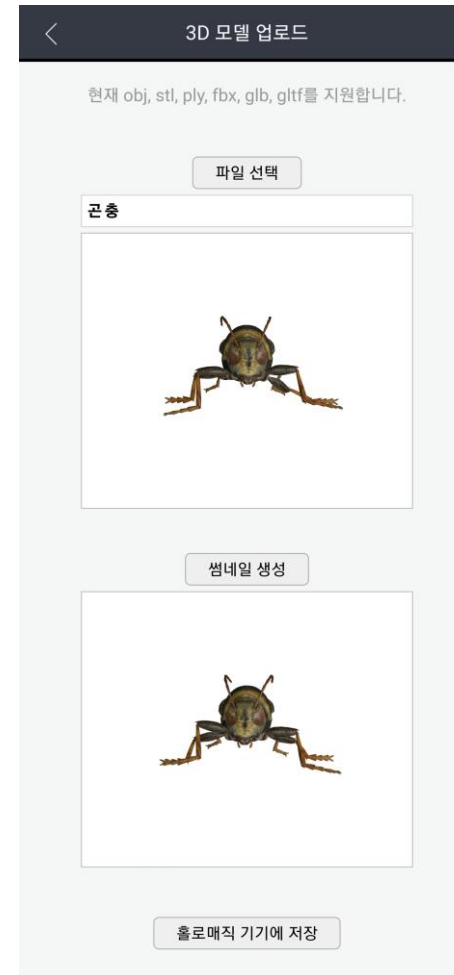 3D 모델 업로드
현재 obj, stl, ply, fbx, glb, gltf를 지원합니다.
파일 선택
곤충
썸네일 생성
홀로매직 기기에 저장